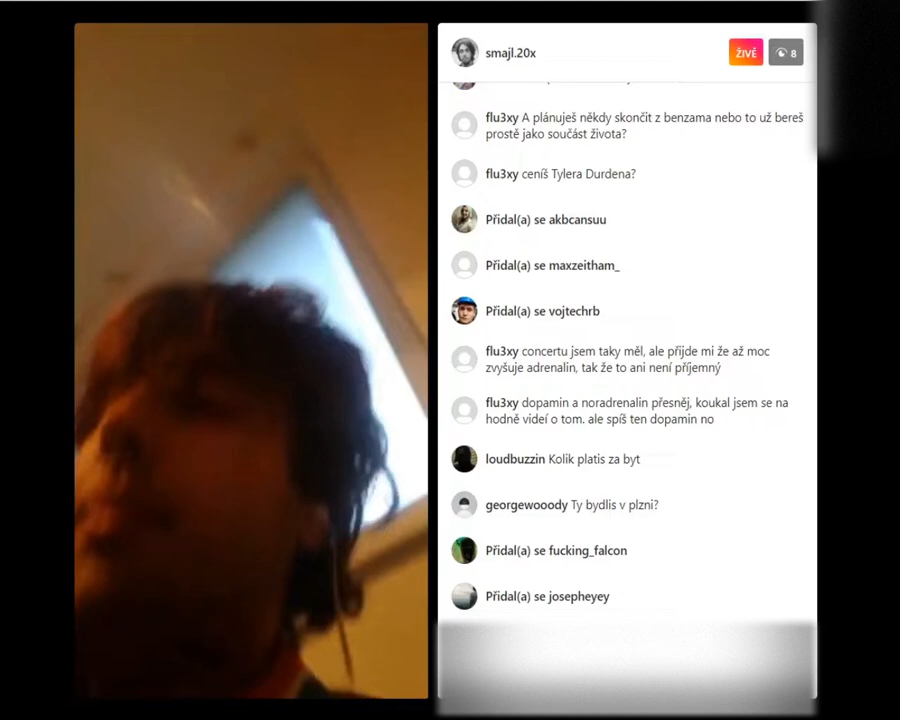 smajl.20x
ŽIVĚ
8
flu3xy A plánuješ někdy skončit z benzama nebo to už bereš
prostě jako součást života?
flu3xy ceníš Tylera Durdena?
Přidal(a) se akbcansuu
Přidal(a) se maxzeitham_
Přidal(a) se vojtechrb
flu3xy concertu jsem taky měl, ale přijde mi že až moc
zvyšuje adrenalin, tak že to ani není příjemný
flu3xy dopamin a noradrenalin přesněj, koukal jsem se na
hodně videí o tom. ale spíš ten dopamin no
loudbuzzin Kolik platis za byt
georgewooody Ty bydlis v plzni?
Přidal(a) se fucking_falcon
Přidal(a) se josepheyey